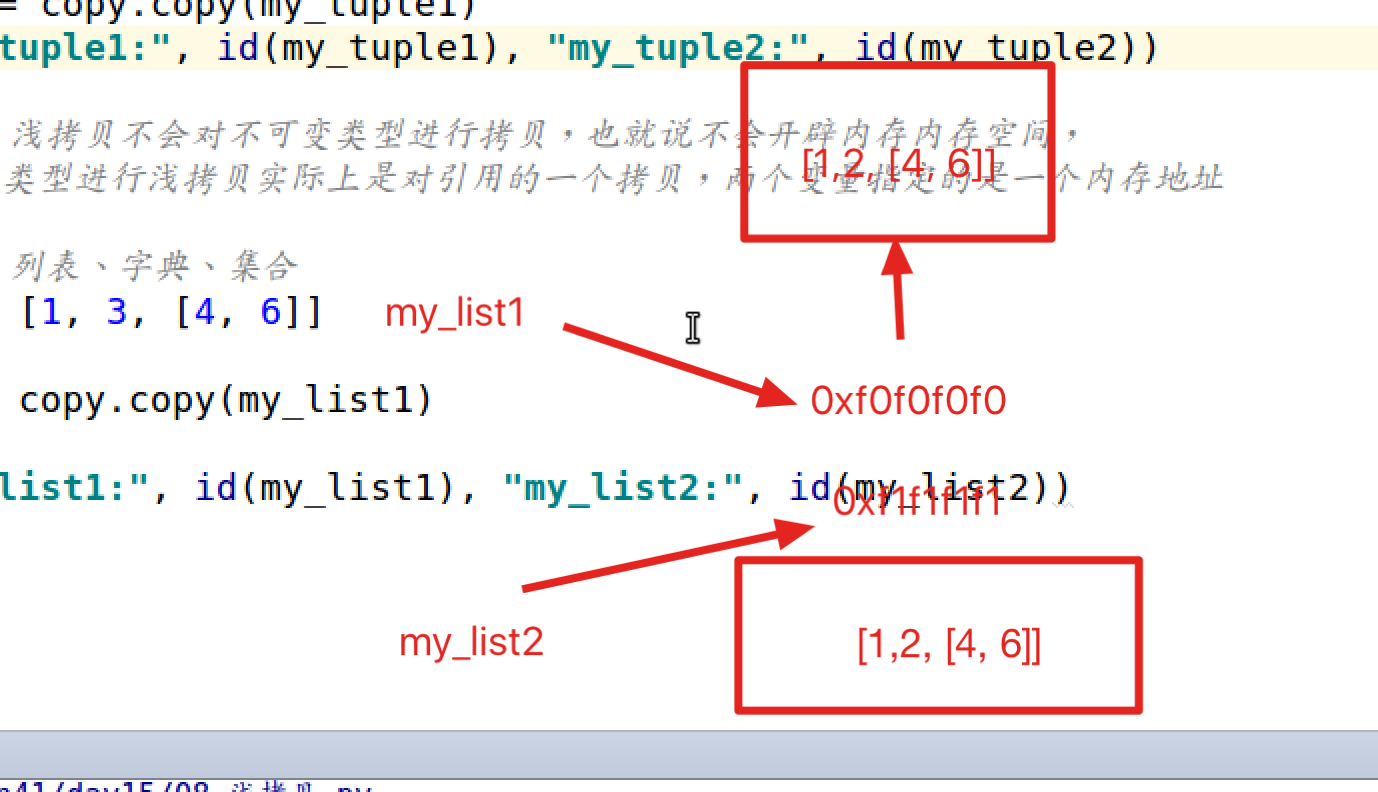 = copy.copy(my_tuple1)
tuple1:", id(my_tuple1), "my_tuple2:", id(my_tuple2))
浅拷贝不会对不可变类型进行拷贝，也就说不会开辟内存内存空间，
[1,2, [4, 6]]
类型进行浅拷贝实际上是对引用的一个拷贝，两个变量指定的是一个内存地址
列表、字典、集合
[1, 3, [4, 6]]
my_list1
0xf0f0f0f0
copy.copy(my_list1)
list1:", id(my_list1), "my_list2:", id(my_list2))
0xf1f1f1f1
my_list2
[1,2, [4, 6]]
n41/day15/08_浅拷贝.py